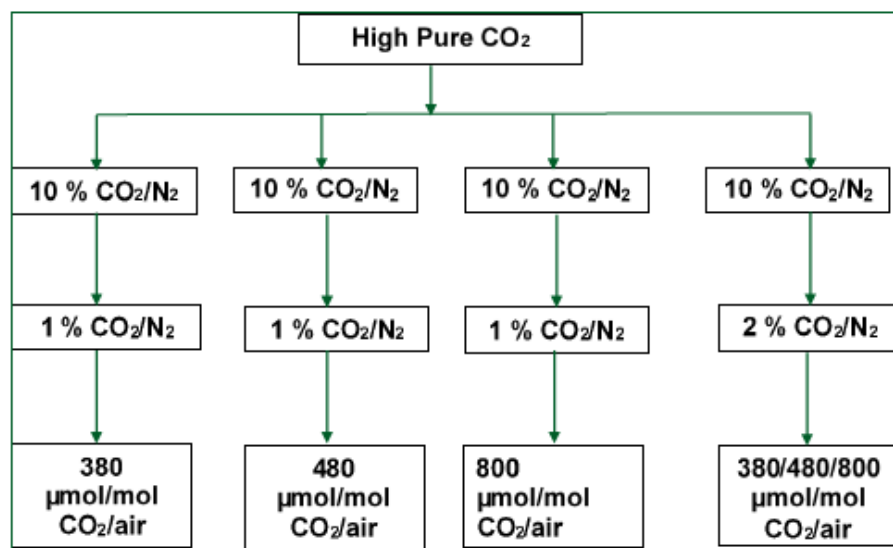 High Pure CO₂
10 % CO₂/N₂
10 % CO₂/N₂
10 % CO₂/N₂
10 % CO₂/N₂
1 % CO₂/N₂
1 % CO₂/N₂
1 % CO₂/N₂
2 % CO₂/N₂
380
µmol/mol
CO₂/air
480
µmol/mol
CO₂/air
800
µmol/mol
CO₂/air
380/480/800
µmol/mol
CO₂/air